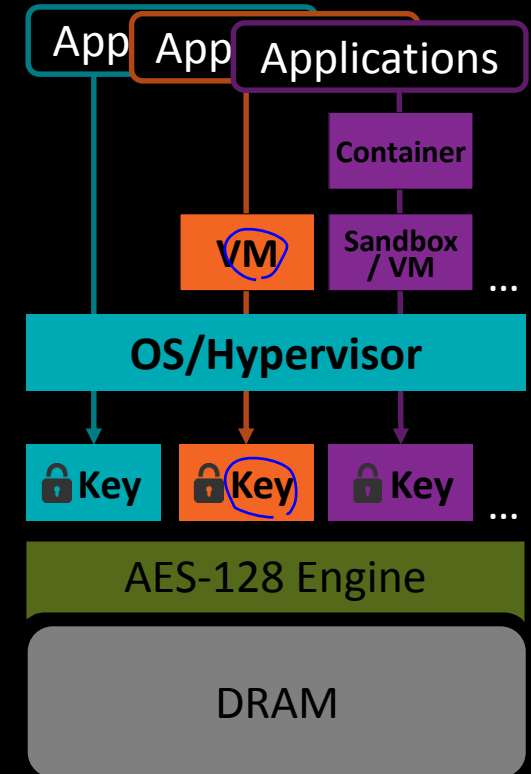 App App Applications
Container
VM
Sandbox
/ VM
...
OS/Hypervisor
Key Key Key
...
AES-128 Engine
DRAM